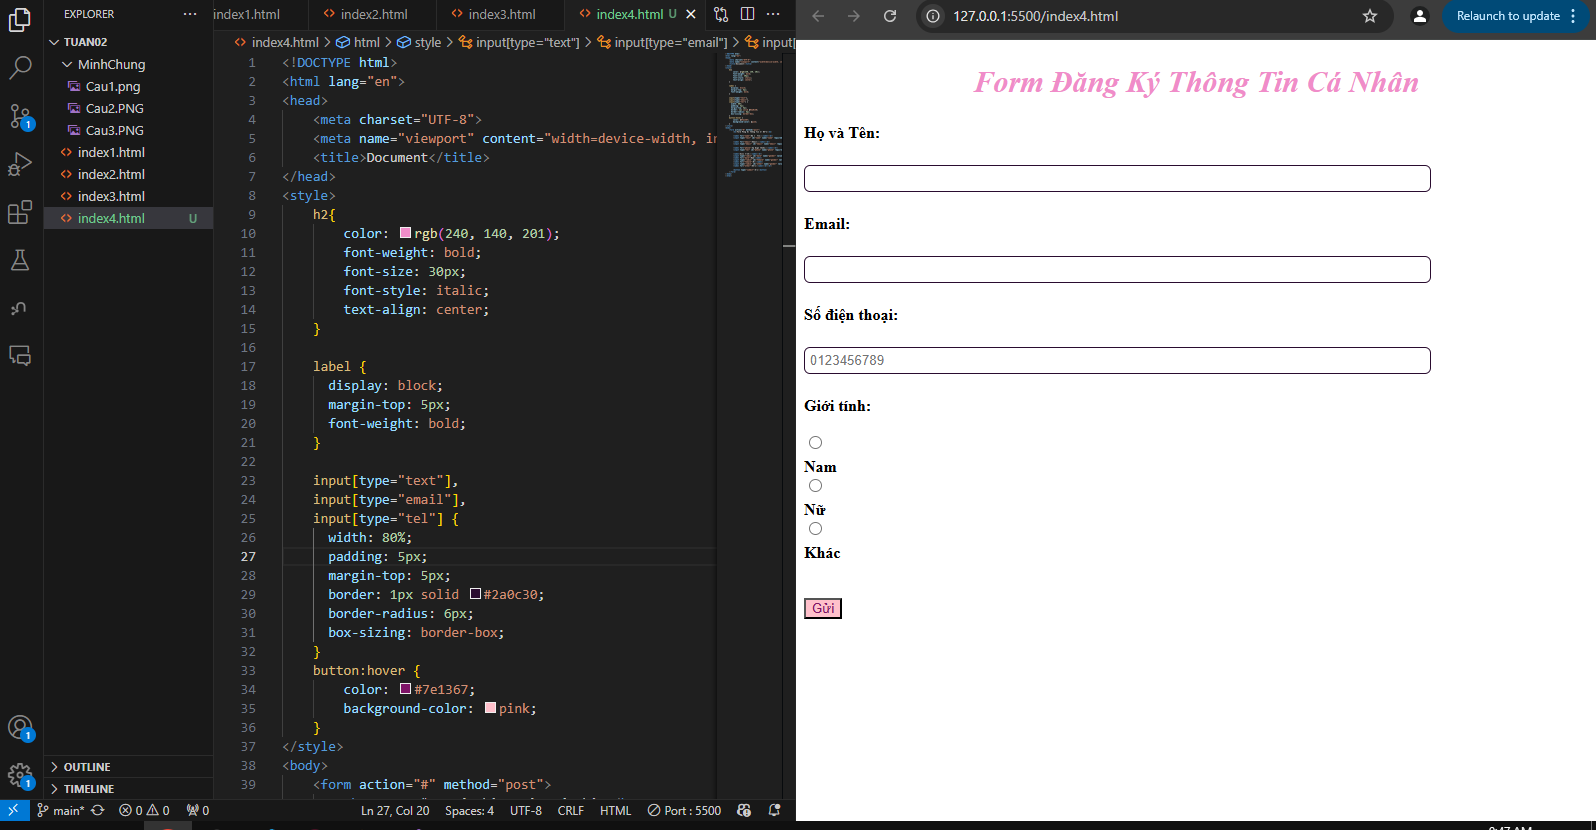 EXPLORER
TUAN02
MinhChung
Cau1.png
Cau2.PNG
Cau3.PNG
index1.html
index2.html
index3.html
index4.html U
OUTLINE
TIMELINE
index1.html index2.html index3.html index4.html U
index4.html > html > style > input[type="text"] > input[type="email"] > input[
1 <!DOCTYPE html>
2 <html lang="en">
3 <head>
4 <meta charset="UTF-8">
5 <meta name="viewport" content="width=device-width, in
6 <title>Document</title>
7 </head>
8 <style>
9 h2{
10 color: rgb(240, 140, 201);
11 font-weight: bold;
12 font-size: 30px;
13 font-style: italic;
14 text-align: center;
15 }
16
17 label {
18 display: block;
19 margin-top: 5px;
20 font-weight: bold;
21 }
22
23 input[type="text"],
24 input[type="email"],
25 input[type="tel"] {
26 width: 80%;
27 padding: 5px;
28 margin-top: 5px;
29 border: 1px solid #2a0c30;
30 border-radius: 6px;
31 box-sizing: border-box;
32 }
33 button:hover {
34 color: #7e1367;
35 background-color: pink;
36 }
37 </style>
38 <body>
39 <form action="#" method="post">
1
1
1
main* 0 0 0 Ln 27, Col 20 Spaces: 4 UTF-8 CRLF HTML Port : 5500
127.0.0.1:5500/index4.html Relaunch to update
Form Đăng Ký Thông Tin Cá Nhân
Họ và Tên:
Email:
Số điện thoại:
0123456789
Giới tính:
Nam
Nữ
Khác
Gửi